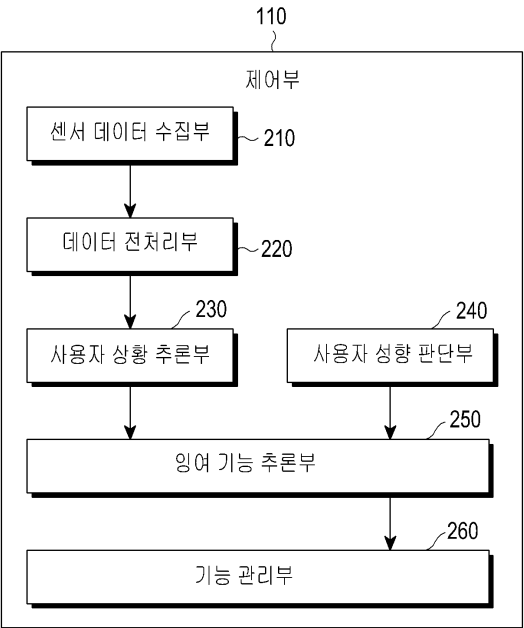 110
제어부
센서 데이터 수집부
210
데이터 전처리부
220
230
240
사용자 상황 추론부
사용자 성향 판단부
250
잉여 기능 추론부
260
기능 관리부